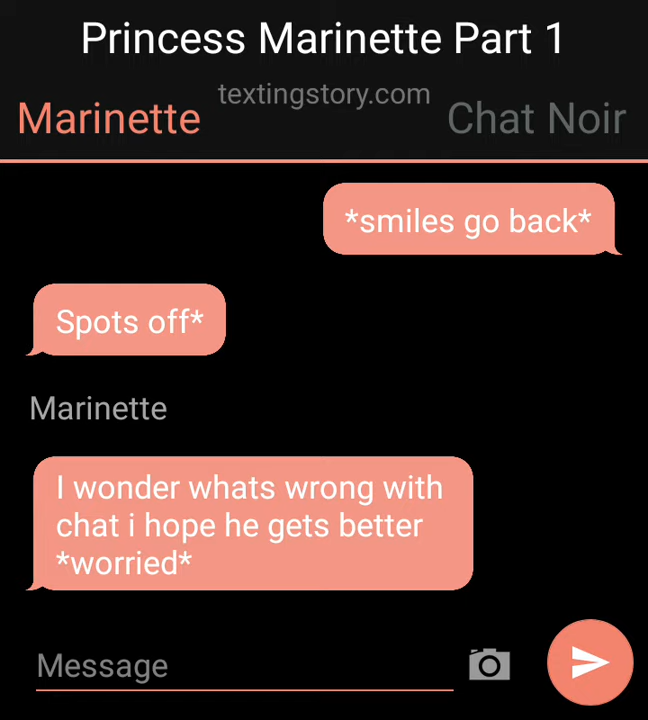 Princess Marinette Part 1
textingstory.com
Marinette
Chat Noir
*smiles go back*
Spots off*
Marinette
I wonder whats wrong with
chat i hope he gets better
*worried*
Message